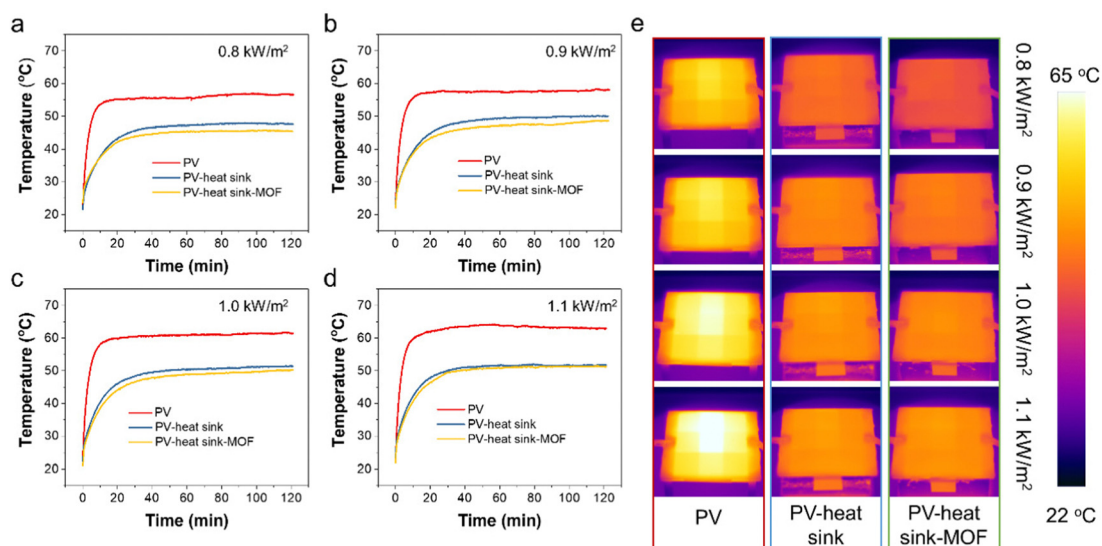 a
0.8 kW/m²
Temperature (°C)
70
60
50
40
30
20
PV
PV-heat sink
PV-heat sink-MOF
0 20 40 60 80 100 120
Time (min)
b
0.9 kW/m²
Temperature (°C)
70
60
50
40
30
20
PV
PV-heat sink
PV-heat sink-MOF
0 20 40 60 80 100 120
Time (min)
c
1.0 kW/m²
Temperature (°C)
70
60
50
40
30
20
PV
PV-heat sink
PV-heat sink-MOF
0 20 40 60 80 100 120
Time (min)
d
1.1 kW/m²
Temperature (°C)
70
60
50
40
30
20
PV
PV-heat sink
PV-heat sink-MOF
0 20 40 60 80 100 120
Time (min)
e
0.8 kW/m²
0.9 kW/m²
1.0 kW/m²
1.1 kW/m²
PV
PV-heat
sink
PV-heat
sink-MOF
65 °C
22 °C